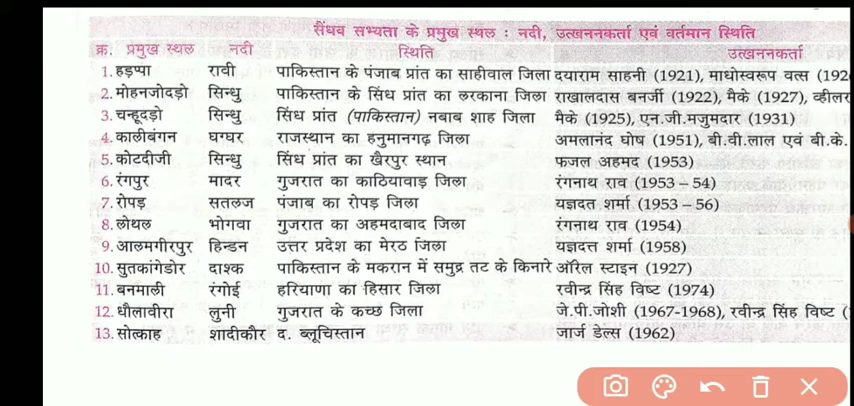 सैंधव सभ्यता के प्रमुख स्थल : नदी, उत्खननकर्ता एवं वर्तमान स्थिति
क्र. प्रमुख स्थल नदी स्थिति उत्खननकर्ता
1. हड़प्पा रावी पाकिस्तान के पंजाब प्रांत का साहीवाल जिला दयाराम साहनी (1921), माधोस्वरूप वत्स (192
2. मोहनजोदड़ो सिन्धु पाकिस्तान के सिंध प्रांत का लरकाना जिला राखालदास बनर्जी (1922), मैके (1927), व्हीलर
3. चन्हूदड़ो सिन्धु सिंध प्रांत (पाकिस्तान) नबाब शाह जिला मैके (1925), एन.जी.मजुमदार (1931)
4. कालीबंगन घग्घर राजस्थान का हनुमानगढ़ जिला अमलानंद घोष (1951), बी.वी.लाल एवं बी.के.
5. कोटदीजी सिन्धु सिंध प्रांत का खैरपुर स्थान फजल अहमद (1953)
6. रंगपुर मादर गुजरात का काठियावाड़ जिला रंगनाथ राव (1953 – 54)
7. रोपड़ सतलज पंजाब का रोपड़ जिला यज्ञदत शर्मा (1953 – 56)
8. लोथल भोगवा गुजरात का अहमदाबाद जिला रंगनाथ राव (1954)
9. आलमगीरपुर हिन्डन उत्तर प्रदेश का मेरठ जिला यज्ञदत्त शर्मा (1958)
10. सुतकांगेडोर दाश्क पाकिस्तान के मकरान में समुद्र तट के किनारे ऑरेल स्टाइन (1927)
11. बनमाली रंगोई हरियाणा का हिसार जिला रवीन्द्र सिंह विष्ट (1974)
12. धौलावीरा लुनी गुजरात के कच्छ जिला जे.पी.जोशी (1967-1968), रवीन्द्र सिंह विष्ट (
13. सोत्काह शादीकौर द. ब्लूचिस्तान जार्ज डेल्स (1962)